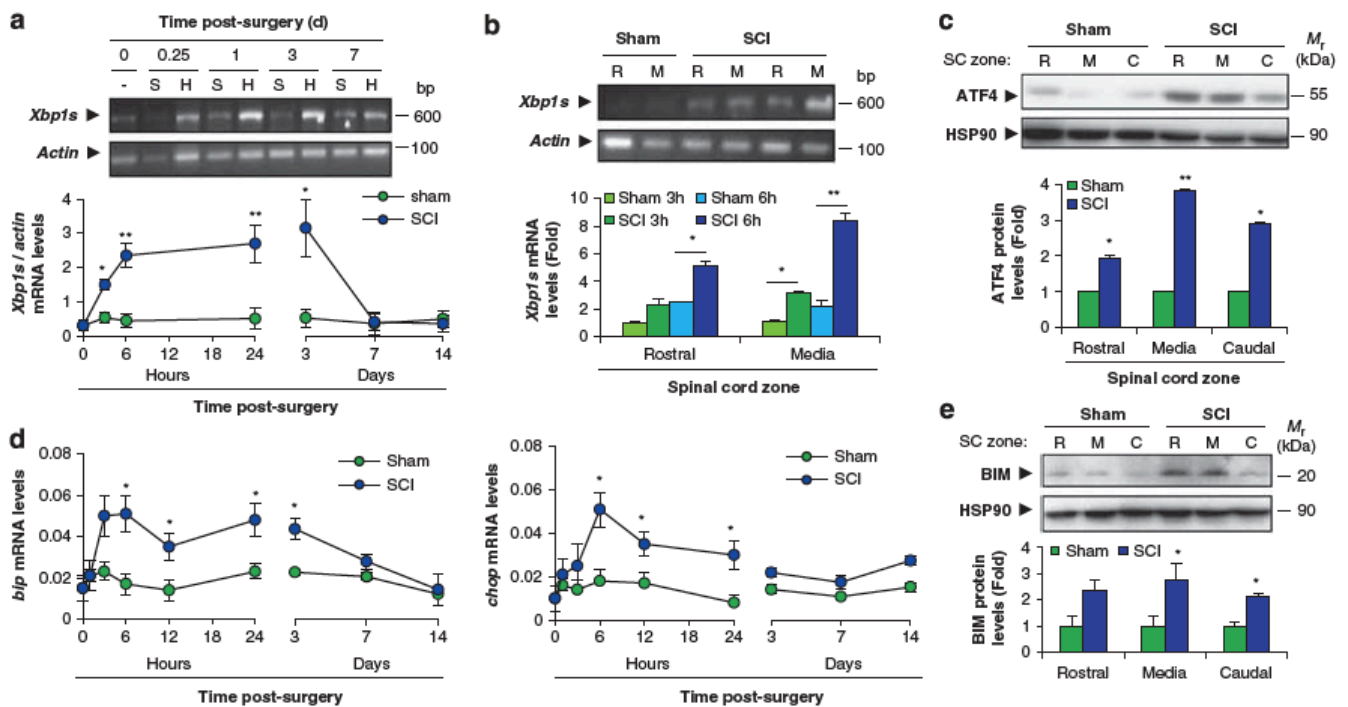 a
Time post-surgery (d)
0 0.25 1 3 7
- S H S H S H S H bp
Xbp1s 600
Actin 100
Xbp1s / actin
mRNA levels
4
3
2
1
0
* ** ** *
sham
SCI
0 6 12 18 24 3 7 14
Hours Days
Time post-surgery
b
Sham SCI
R M R M R M bp
Xbp1s 600
Actin 100
Xbp1s mRNA
levels (Fold)
10
8
6
4
2
0
Sham 3h Sham 6h
SCI 3h SCI 6h
* * **
Rostral Media
Spinal cord zone
c
Sham SCI Mr
(kDa)
SC zone: R M C R M C
ATF4 55
HSP90 90
ATF4 protein
levels (Fold)
4
3
2
1
0
Sham
SCI
* ** *
Rostral Media Caudal
Spinal cord zone
d
bip mRNA levels
0.08
0.06
0.04
0.02
0
Sham
SCI
* * * *
0 6 12 18 24 3 7 14
Hours Days
Time post-surgery
chop mRNA levels
0.08
0.06
0.04
0.02
0
Sham
SCI
* * *
0 6 12 18 24 3 7 14
Hours Days
Time post-surgery
e
Sham SCI Mr
(kDa)
SC zone: R M C R M C
BIM 20
HSP90 90
BIM protein
levels (Fold)
4
3
2
1
0
Sham SCI
* *
Rostral Media Caudal